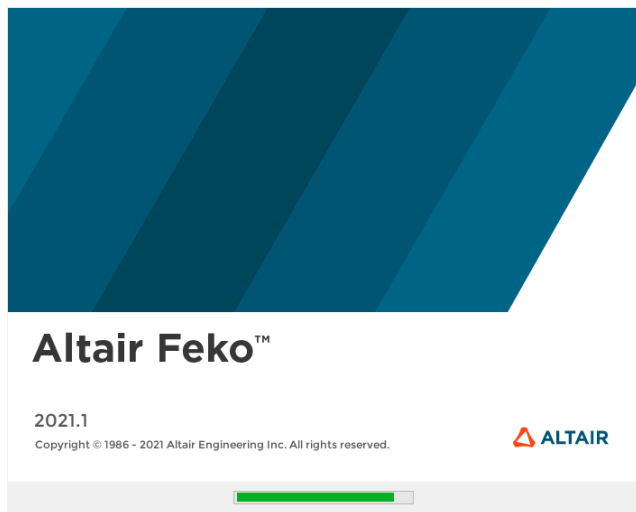 Altair Feko™
2021.1
Copyright © 1986 - 2021 Altair Engineering Inc. All rights reserved.
ALTAIR